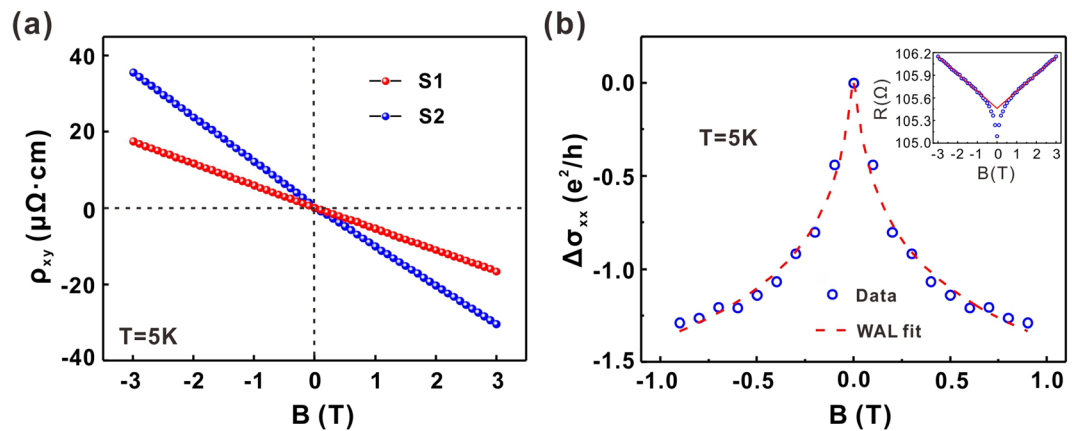 (a)
ρxy (μΩ·cm)
40
20
0
-20
-40
S1
S2
T=5K
-3
-2
-1
0
1
2
3
B (T)
(b)
Δσxx (e²/h)
0.0
-0.5
-1.0
-1.5
T=5K
Data
WAL fit
-1.0
-0.5
0.0
0.5
1.0
B (T)
R(Ω)
106.2
105.9
105.6
105.3
105.0
-3 -2 -1 0 1 2 3
B(T)